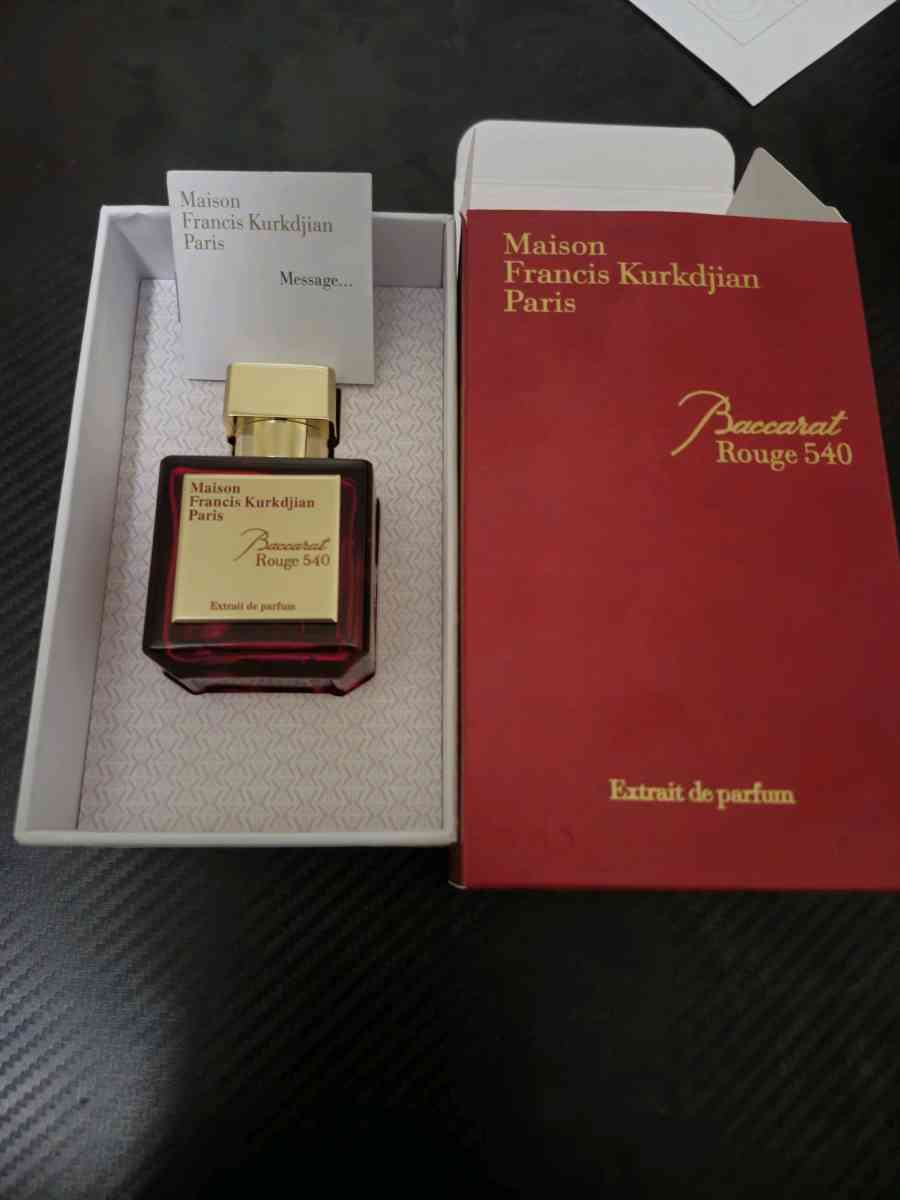 Maison
Francis Kurkdjian
Paris
Message...
Maison
Francis Kurkdjian
Paris
Baccarat
Rouge 540
Extrait de parfum
Maison
Francis Kurkdjian
Paris
Baccarat
Rouge 540
Extrait de parfum